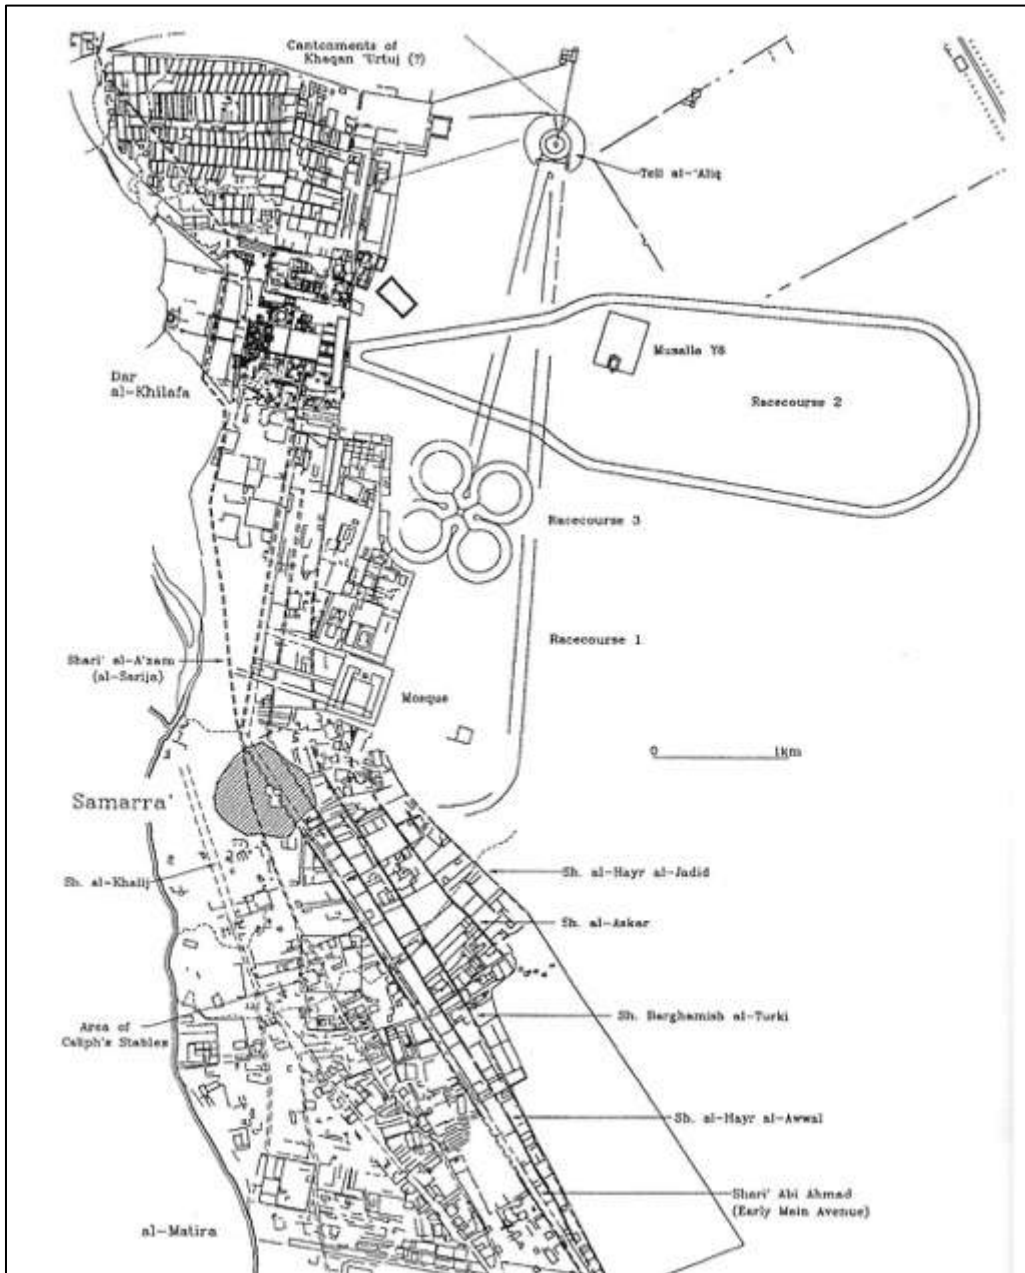 Cantonments of
Khaqan 'Urtuj (?)
Tell al-'Aliq
Musalla Y6
Racecourse 2
Dar
al-Khilafa
Racecourse 3
Racecourse 1
Shari' al-A'zam
(al-Sarija)
Mosque
0 1km
Samarra'
Sh. al-Khalij
Sh. al-Hayr al-Jadid
Sh. al-Askar
Sh. Barghamish al-Turki
Area of
Caliph's Stables
Sh. al-Hayr al-Awwal
Shari' Abi Ahmad
(Early Main Avenue)
al-Matira